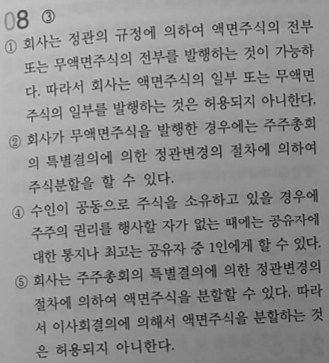 08 ③
① 회사는 정관의 규정에 의하여 액면주식의 전부
또는 무액면주식의 전부를 발행하는 것이 가능하
다. 따라서 회사는 액면주식의 일부 또는 무액면
주식의 일부를 발행하는 것은 허용되지 아니한다.
② 회사가 무액면주식을 발행한 경우에는 주주총회
의 특별결의에 의한 정관변경의 절차에 의하여
주식분할을 할 수 있다.
④ 수인이 공동으로 주식을 소유하고 있을 경우에
주주의 권리를 행사할 자가 없는 때에는 공유자에
대한 통지나 최고는 공유자 중 1인에게 할 수 있다.
⑤ 회사는 주주총회의 특별결의에 의한 정관변경의
절차에 의하여 액면주식을 분할할 수 있다. 따라
서 이사회결의에 의해서 액면주식을 분할하는 것
은 허용되지 아니한다.